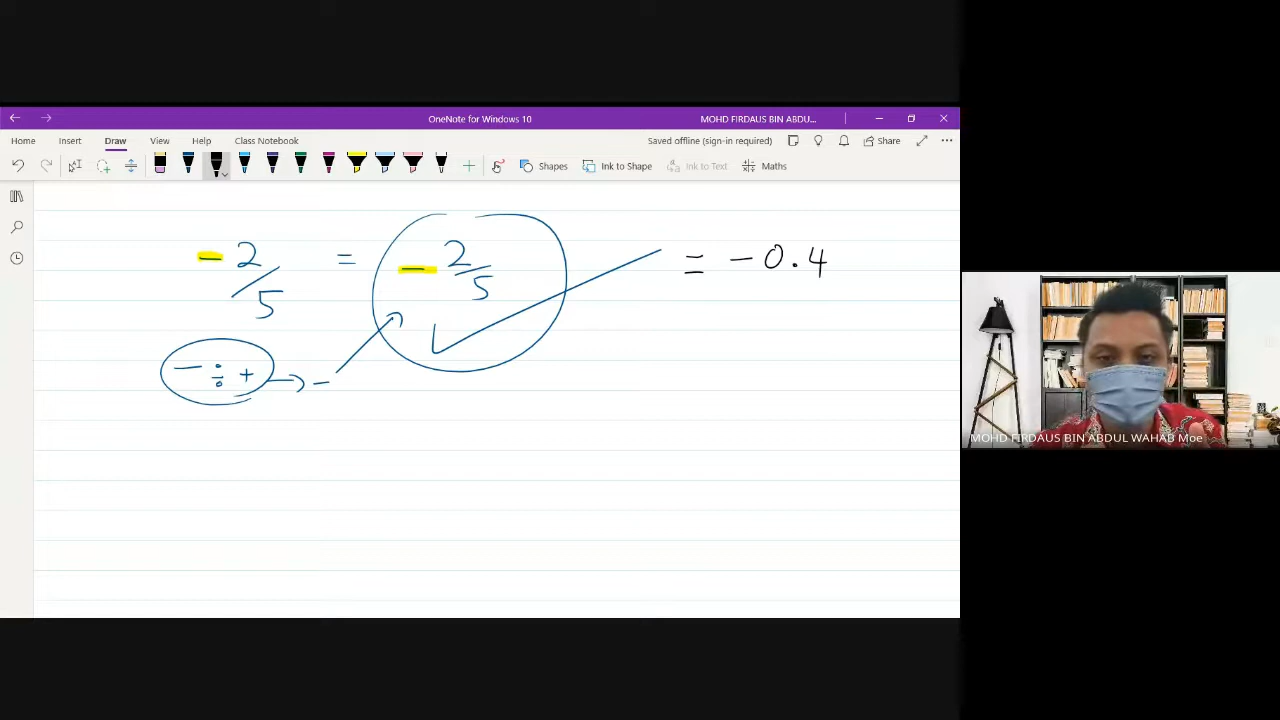 OneNote for Windows 10
MOHD FIRDAUS BIN ABDU...
Home Insert Draw View Help Class Notebook
Saved offline (sign-in required)
Share
Shapes
Ink to Shape
Ink to Text
Maths
-2/5 = -2/5 = -0.4
- ÷ + → -
MOHD FIRDAUS BIN ABDUL WAHAB Moe